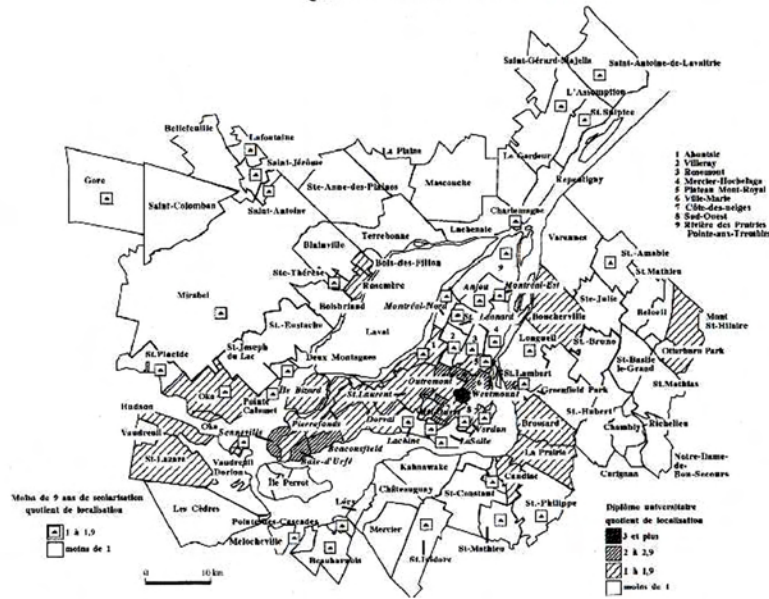 Saint-Gérard-Majella
Saint-Antoine-de-Lavaltrie
L'Assomption
St.Sulpice
Bellefeuille
Lafontaine
La Plaine
Le Gardeur
Repentigny
1 Ahuntsic
2 Villeray
3 Rosemont
4 Mercier-Hochelaga
5 Plateau Mont-Royal
6 Ville-Marie
7 Côte-des-neiges
8 Sud-Ouest
9 Rivière des Prairies
Pointe-aux-Trembles
Gore
Saint-Jérôme
Saint-Colomban
Saint-Antoine
Ste-Anne-des-Plaines
Mascouche
Charlemagne
Lachenaie
Terrebonne
Blainville
Bois-des-Filion
Ste-Thérèse
Rosemère
Varennes
St.-Amable
St.Mathieu
Mirabel
Boisbriand
Montréal-Nord
Anjou
Montréal-Est
St. Léonard
Boucherville
Ste-Julie
Beloeil
Mont
St-Hilaire
St.-Eustache
Laval
St-Joseph
du Lac
Deux Montagnes
Longueuil
St.-Bruno
Otterburn Park
St.Placide
St-Basile
le-Grand
St.Lambert
Greenfield Park
St.Mathias
Oka
Pointe
Calumet
Île Bizard
St.Laurent
Outremont
Westmount
Mt-Royal
Hudson
Oka
Vaudreuil
Senneville
Pierrefonds
Dorval
Lachine
LaSalle
Verdun
Brossard
St.-Hubert
Chambly
Richelieu
St-Lazare
Vaudreuil
Dorion
Beaconsfield
Baie-d'Urfé
Île Perrot
Kahnawake
La Prairie
Carignan
Notre-Dame-
de-
Bon-Secours
Candiac
St-Constant
St.-Philippe
Châteauguay
Léry
Les Cèdres
Pointe-des-Cascades
Melocheville
Beauharnois
Mercier
St.Isidore
St-Mathieu
Moins de 9 ans de scolarisation
quotient de localisation
1 à 1,9
moins de 1
0 10 km
Diplôme universitaire
quotient de localisation
3 et plus
2 à 2,9
1 à 1,9
moins de 1